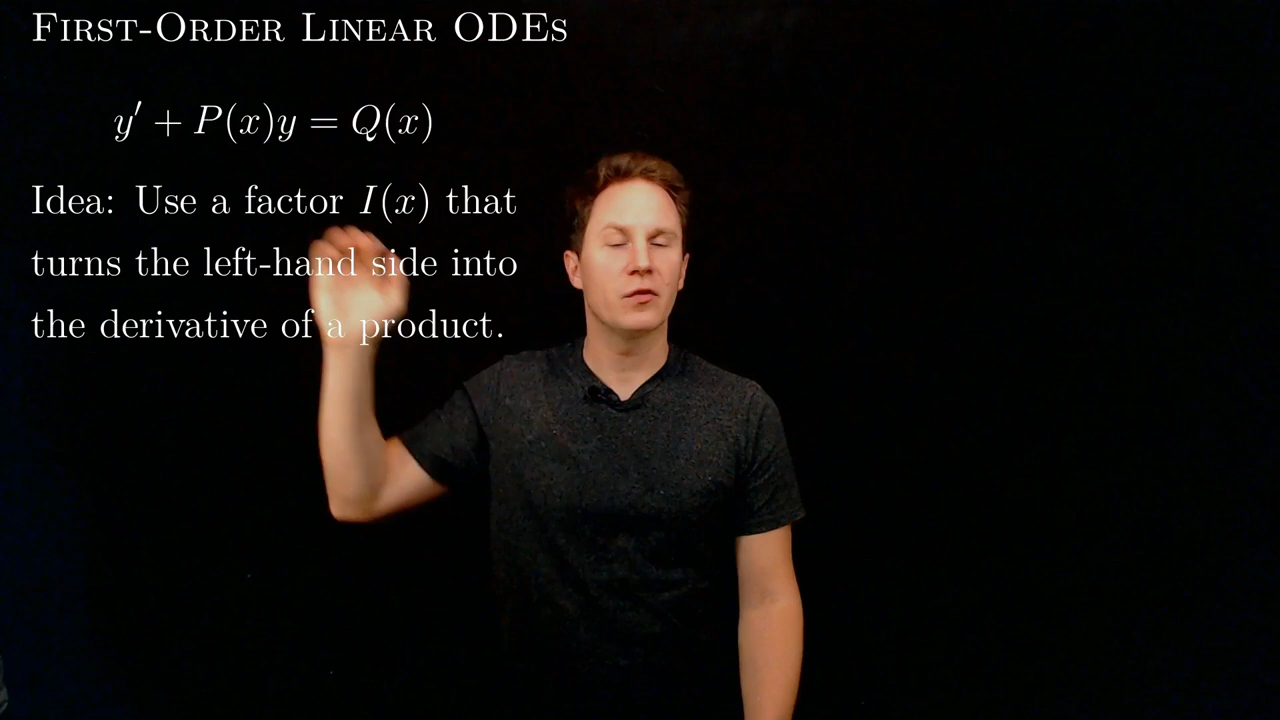 First-Order Linear ODEs
y′ + P(x)y = Q(x)
Idea: Use a factor I(x) that
turns the left-hand side into
the derivative of a product.